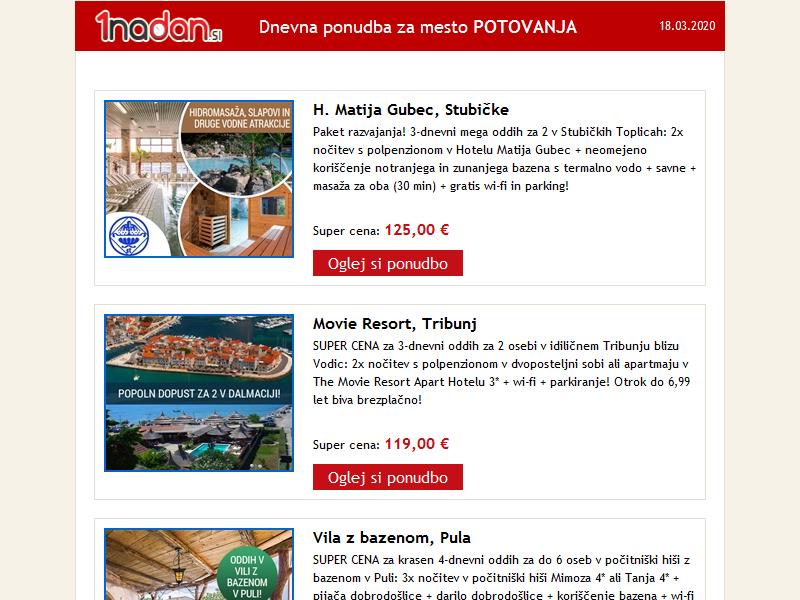 1nadan.si
Dnevna ponudba za mesto POTOVANJA
18.03.2020
HIDROMASAŽA, SLAPOVI IN
DRUGE VODNE ATRAKCIJE
H. Matija Gubec, Stubičke
Paket razvajanja! 3-dnevni mega oddih za 2 v Stubičkih Toplicah: 2x
nočitev s polpenzionom v Hotelu Matija Gubec + neomejeno
koriščenje notranjega in zunanjega bazena s termalno vodo + savne +
masaža za oba (30 min) + gratis wi-fi in parking!
Super cena: 125,00 €
Oglej si ponudbo
POPOLN DOPUST ZA 2 V DALMACIJI!
Movie Resort, Tribunj
SUPER CENA za 3-dnevni oddih za 2 osebi v idiličnem Tribunju blizu
Vodic: 2x nočitev s polpenzionom v dvoposteljni sobi ali apartmaju v
The Movie Resort Apart Hotelu 3* + wi-fi + parkiranje! Otrok do 6,99
let biva brezplačno!
Super cena: 119,00 €
Oglej si ponudbo
ODDIH V
VILI Z
BAZENOM
V PULI!
Vila z bazenom, Pula
SUPER CENA za krasen 4-dnevni oddih za do 6 oseb v počitniški hiši z
bazenom v Puli: 3x nočitev v počitniški hiši Mimoza 4* ali Tanja 4* +
pijača dobrodošlice + darilo dobrodošlice + koriščenje bazena + wi-fi